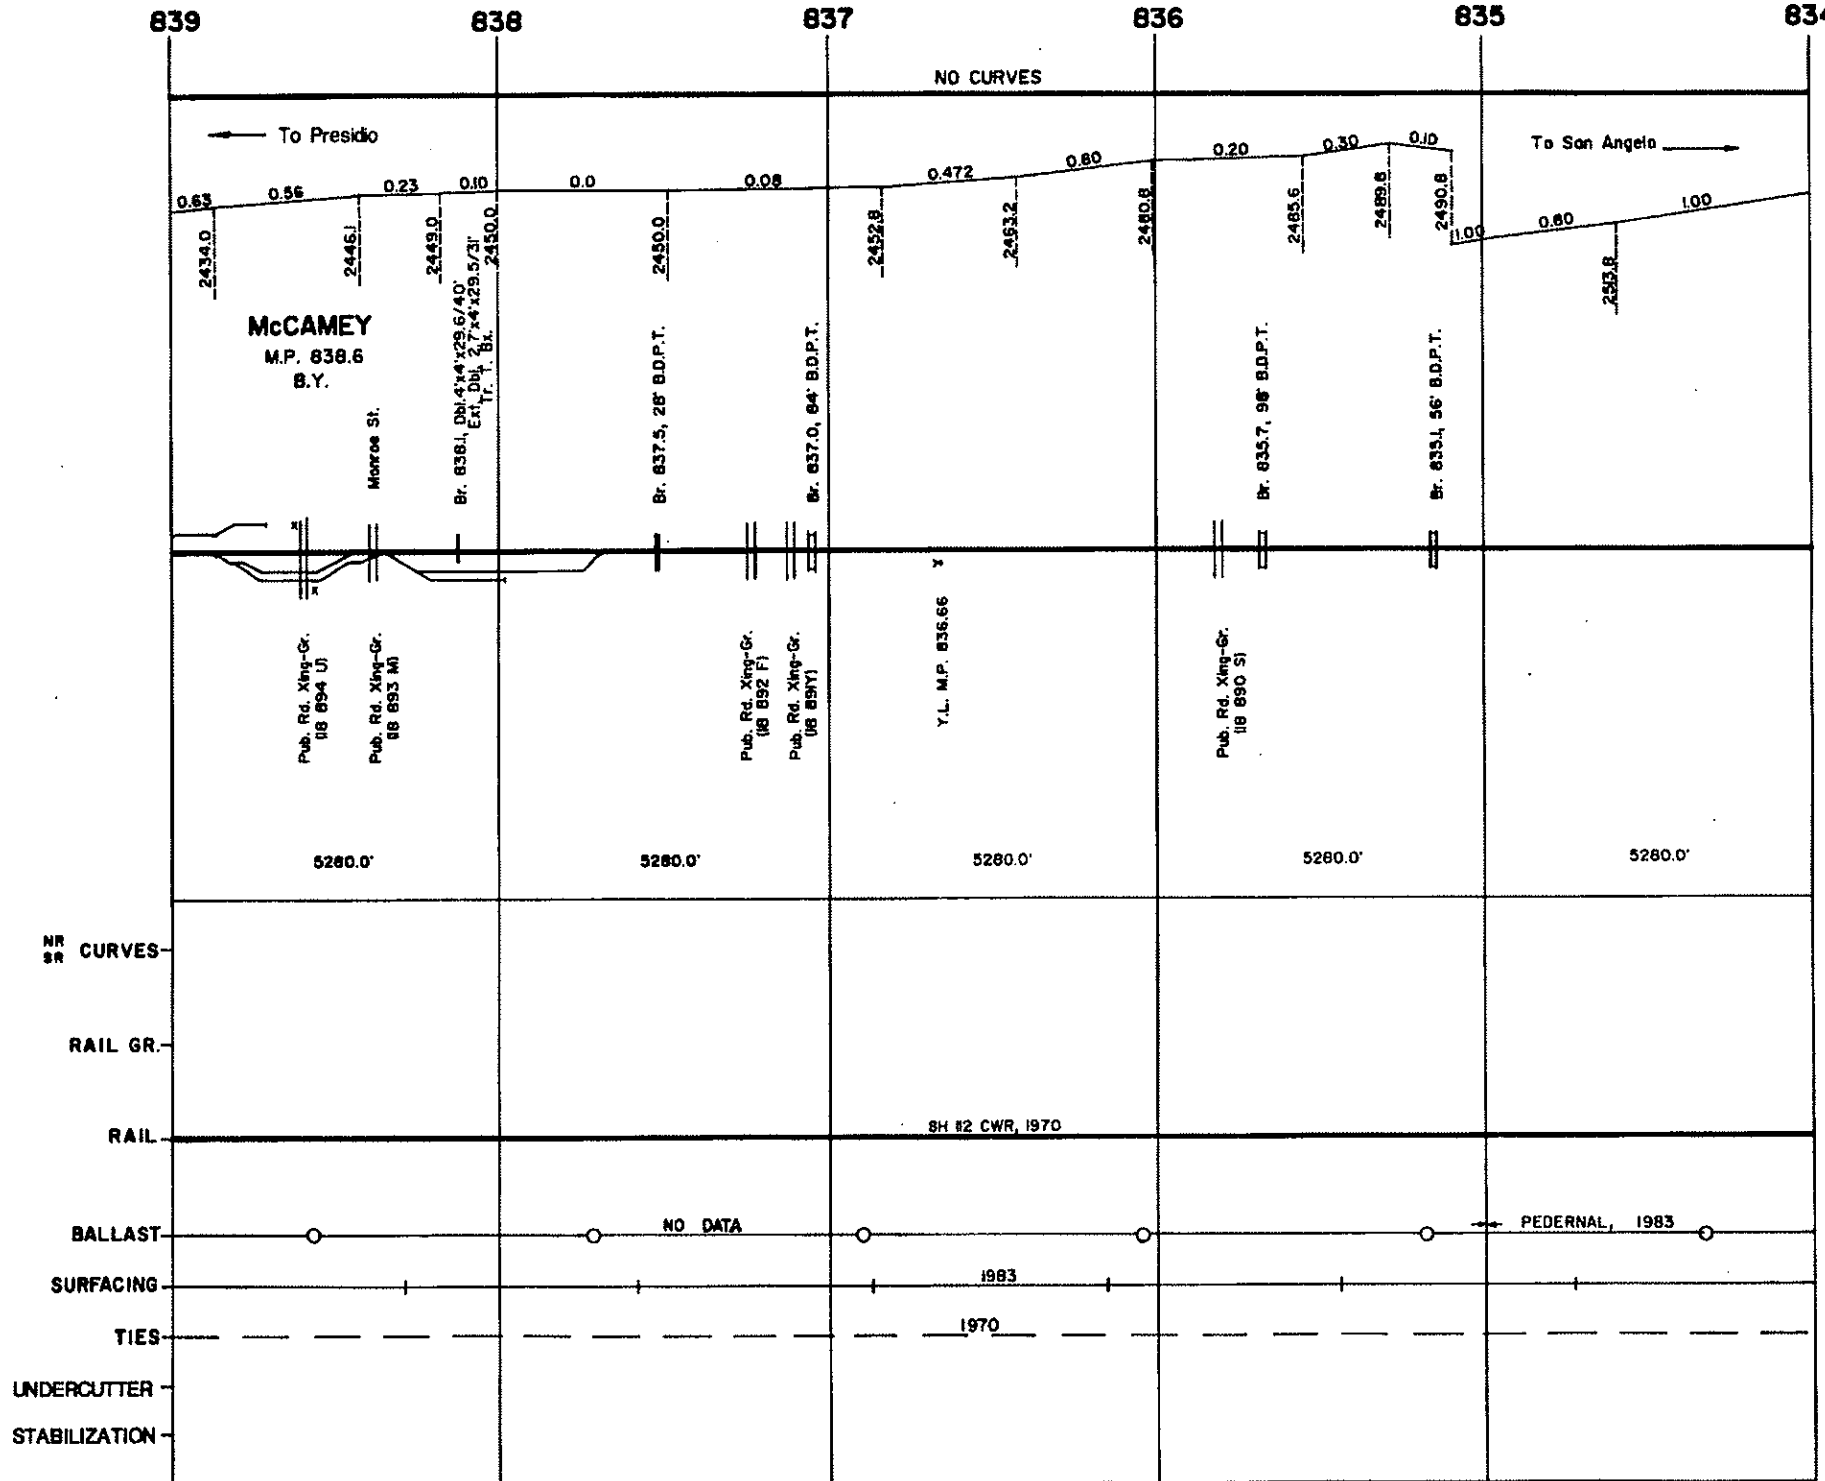 839 838 837 836 835 834
NO CURVES
To Presidio
To San Angelo
0.63 0.56 0.23 0.10 0.0 0.08 0.472 0.80 0.20 0.30 0.10 1.00 0.80 1.00
2434.0
2446.1
2449.0
2450.0
2450.0
2452.8
2463.2
2480.8
2485.6
2489.8
2490.8
2513.8
McCAMEY
M.P. 838.6
B.Y.
Monroe St.
Br. 838.1, Dbl. 4'x4'x29.6/40'
Ext. Dbl. 2.7'x4'x29.5/31'
Tr. T. Bx.
Br. 837.5, 28' B.D.P.T.
Br. 837.0, 84' B.D.P.T.
Br. 835.7, 98' B.D.P.T.
Br. 835.1, 56' B.D.P.T.
x
x
Y
Pub. Rd. Xing-Gr.
(18 894 U)
Pub. Rd. Xing-Gr.
(18 893 M)
Pub. Rd. Xing-Gr.
(18 892 F)
Pub. Rd. Xing-Gr.
(18 891Y)
Y.L. M.P. 836.66
Pub. Rd. Xing-Gr.
(18 890 S)
5280.0' 5280.0' 5280.0' 5280.0' 5280.0'
NR
SR
CURVES
RAIL GR.
RAIL
SH 112 CWR, 1970
BALLAST
NO DATA
PEDERNAL, 1983
SURFACING
1983
TIES
1970
UNDERCUTTER
STABILIZATION